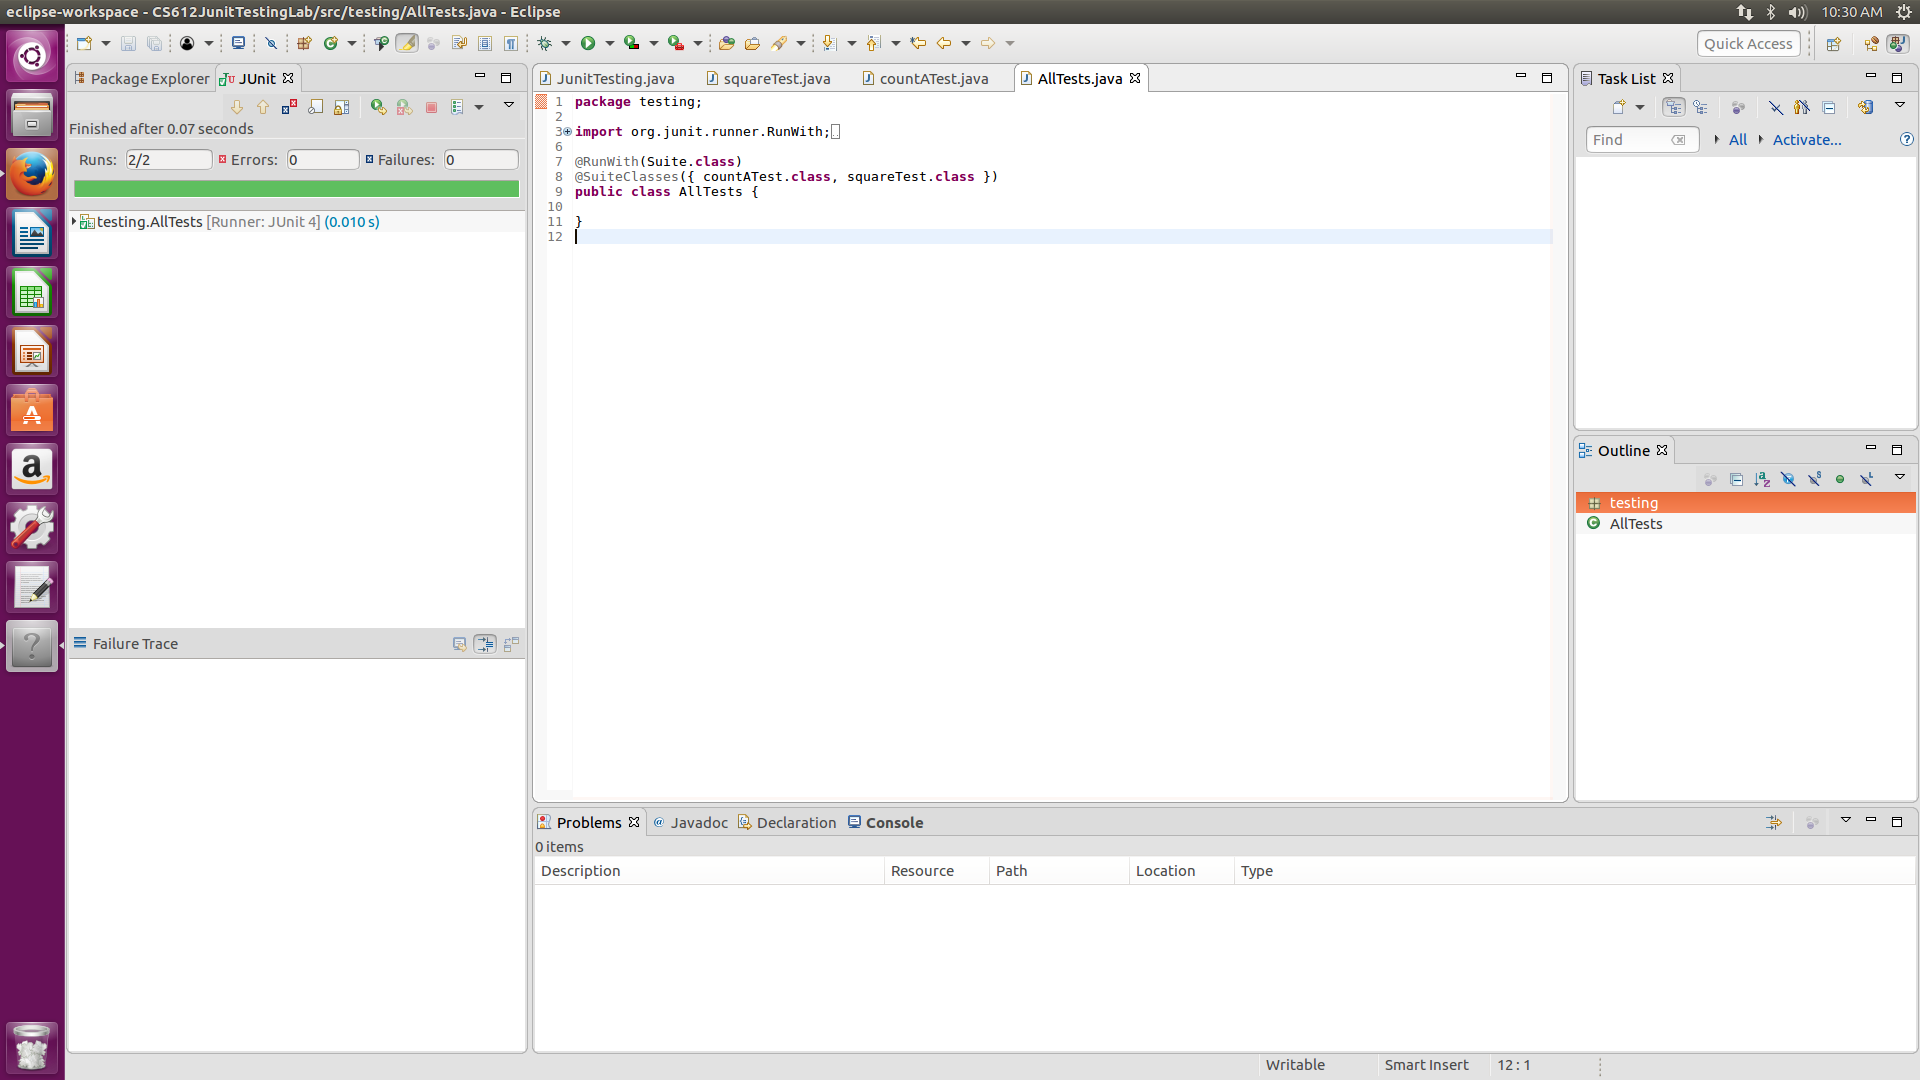 eclipse-workspace - CS612JunitTestingLab/src/testing/AllTests.java - Eclipse
10:30 AM
Quick Access
Package Explorer
JUnit
Finished after 0.07 seconds
Runs: 2/2
Errors: 0
Failures: 0
testing.AllTests [Runner: JUnit 4] (0.010 s)
Failure Trace
JunitTesting.java
squareTest.java
countATest.java
AllTests.java
1 package testing;
2
3 import org.junit.runner.RunWith;
6
7 @RunWith(Suite.class)
8 @SuiteClasses({ countATest.class, squareTest.class })
9 public class AllTests {
10
11 }
12
Task List
Find
All
Activate...
Outline
testing
AllTests
Problems
@ Javadoc
Declaration
Console
0 items
Description Resource Path Location Type
Writable
Smart Insert
12 : 1